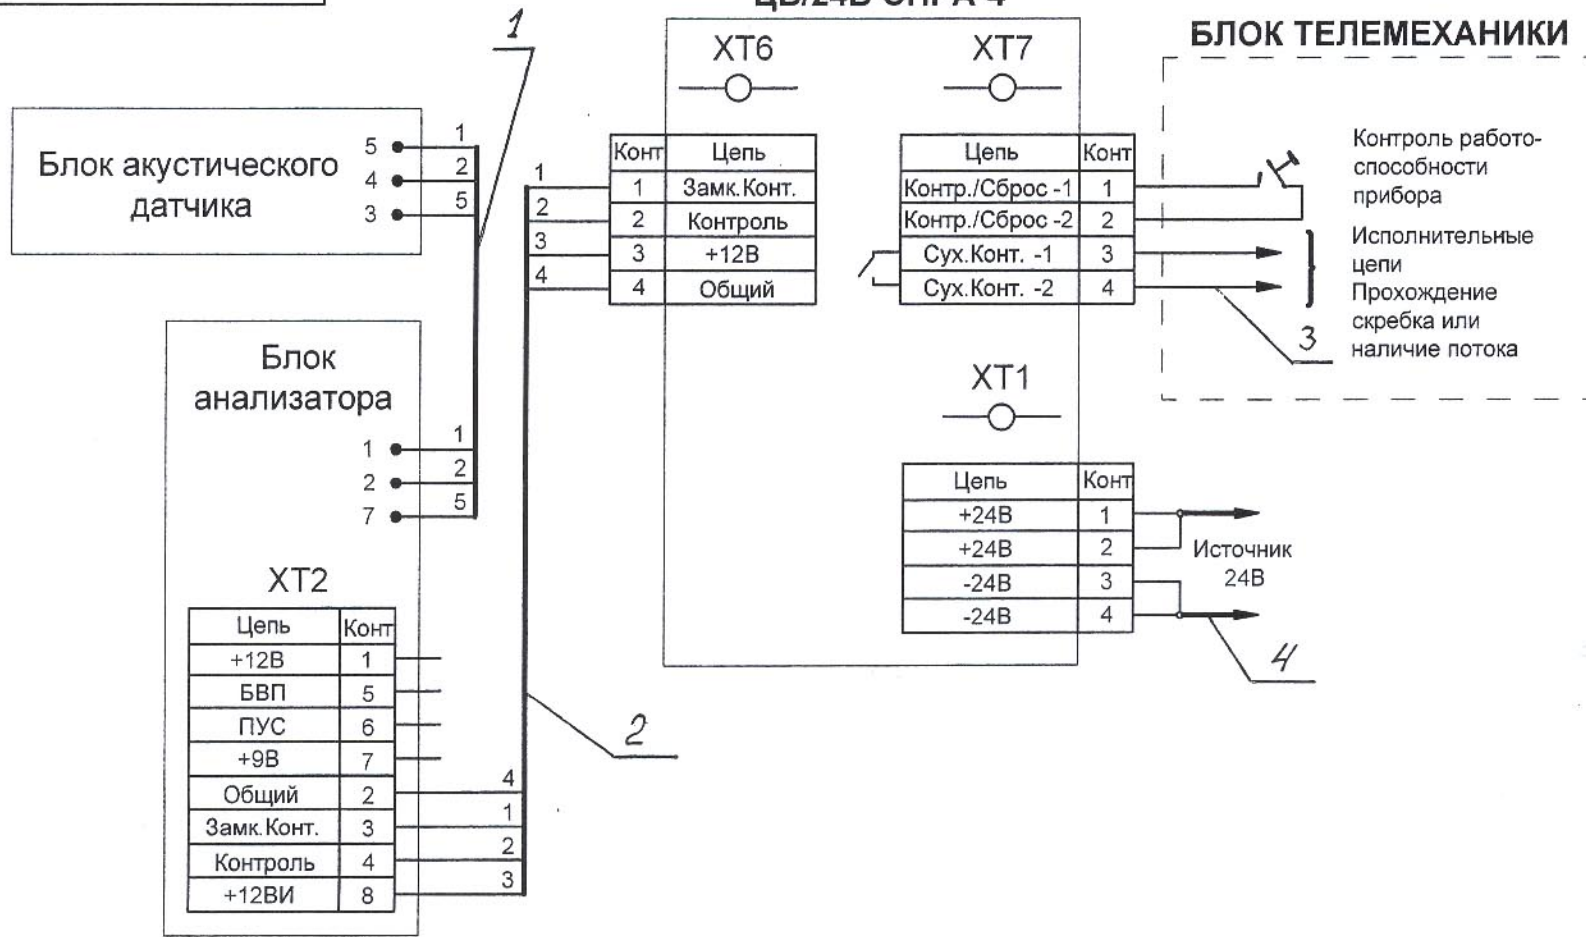 БЛОК ТЕЛЕМЕХАНИКИ
1
XT6
XT7
Блок акустического
датчика
5 1
4 2
3 5
Конт Цепь
1 1 Замк.Конт.
2 2 Контроль
3 3 +12В
4 4 Общий
Цепь Конт
Контр./Сброс -1 1
Контр./Сброс -2 2
Сух.Конт. -1 3
Сух.Конт. -2 4
Контроль работо-
способности
прибора
Исполнительные
цепи
Прохождение
скребка или
наличие потока
3
Блок
анализатора
1 1
2 2
7 5
XT1
Цепь Конт
+24В 1
+24В 2
-24В 3
-24В 4
Источник
24В
4
XT2
Цепь Конт
+12В 1
БВП 5
ПУС 6
+9В 7
Общий 2 4
Замк.Конт. 3 1
Контроль 4 2
+12ВИ 8 3
2